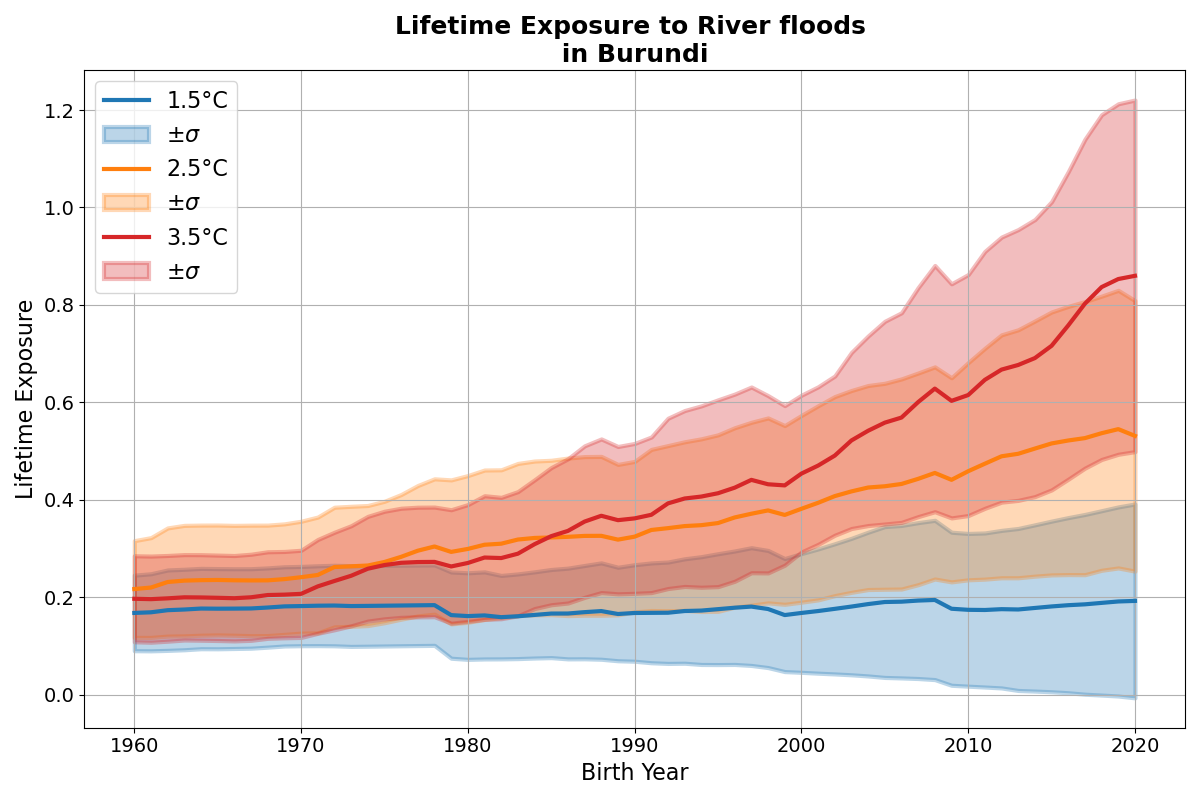 Lifetime Exposure to River floods
in Burundi
1.5°C
±σ
2.5°C
±σ
3.5°C
±σ
Lifetime Exposure
1.2
1.0
0.8
0.6
0.4
0.2
0.0
1960 1970 1980 1990 2000 2010 2020
Birth Year